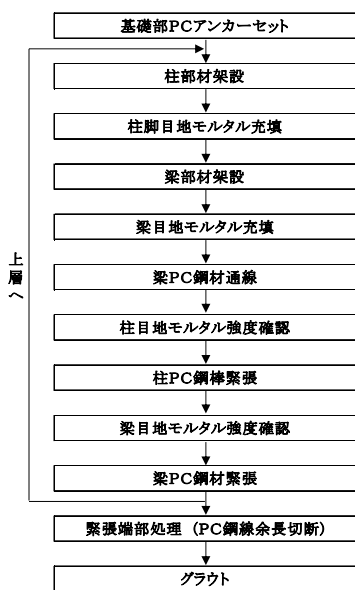 基礎部PCアンカーセット
柱部材架設
柱脚目地モルタル充填
梁部材架設
梁目地モルタル充填
梁PC鋼材通線
柱目地モルタル強度確認
柱PC鋼棒緊張
梁目地モルタル強度確認
梁PC鋼材緊張
上層へ
緊張端部処理（PC鋼線余長切断）
グラウト